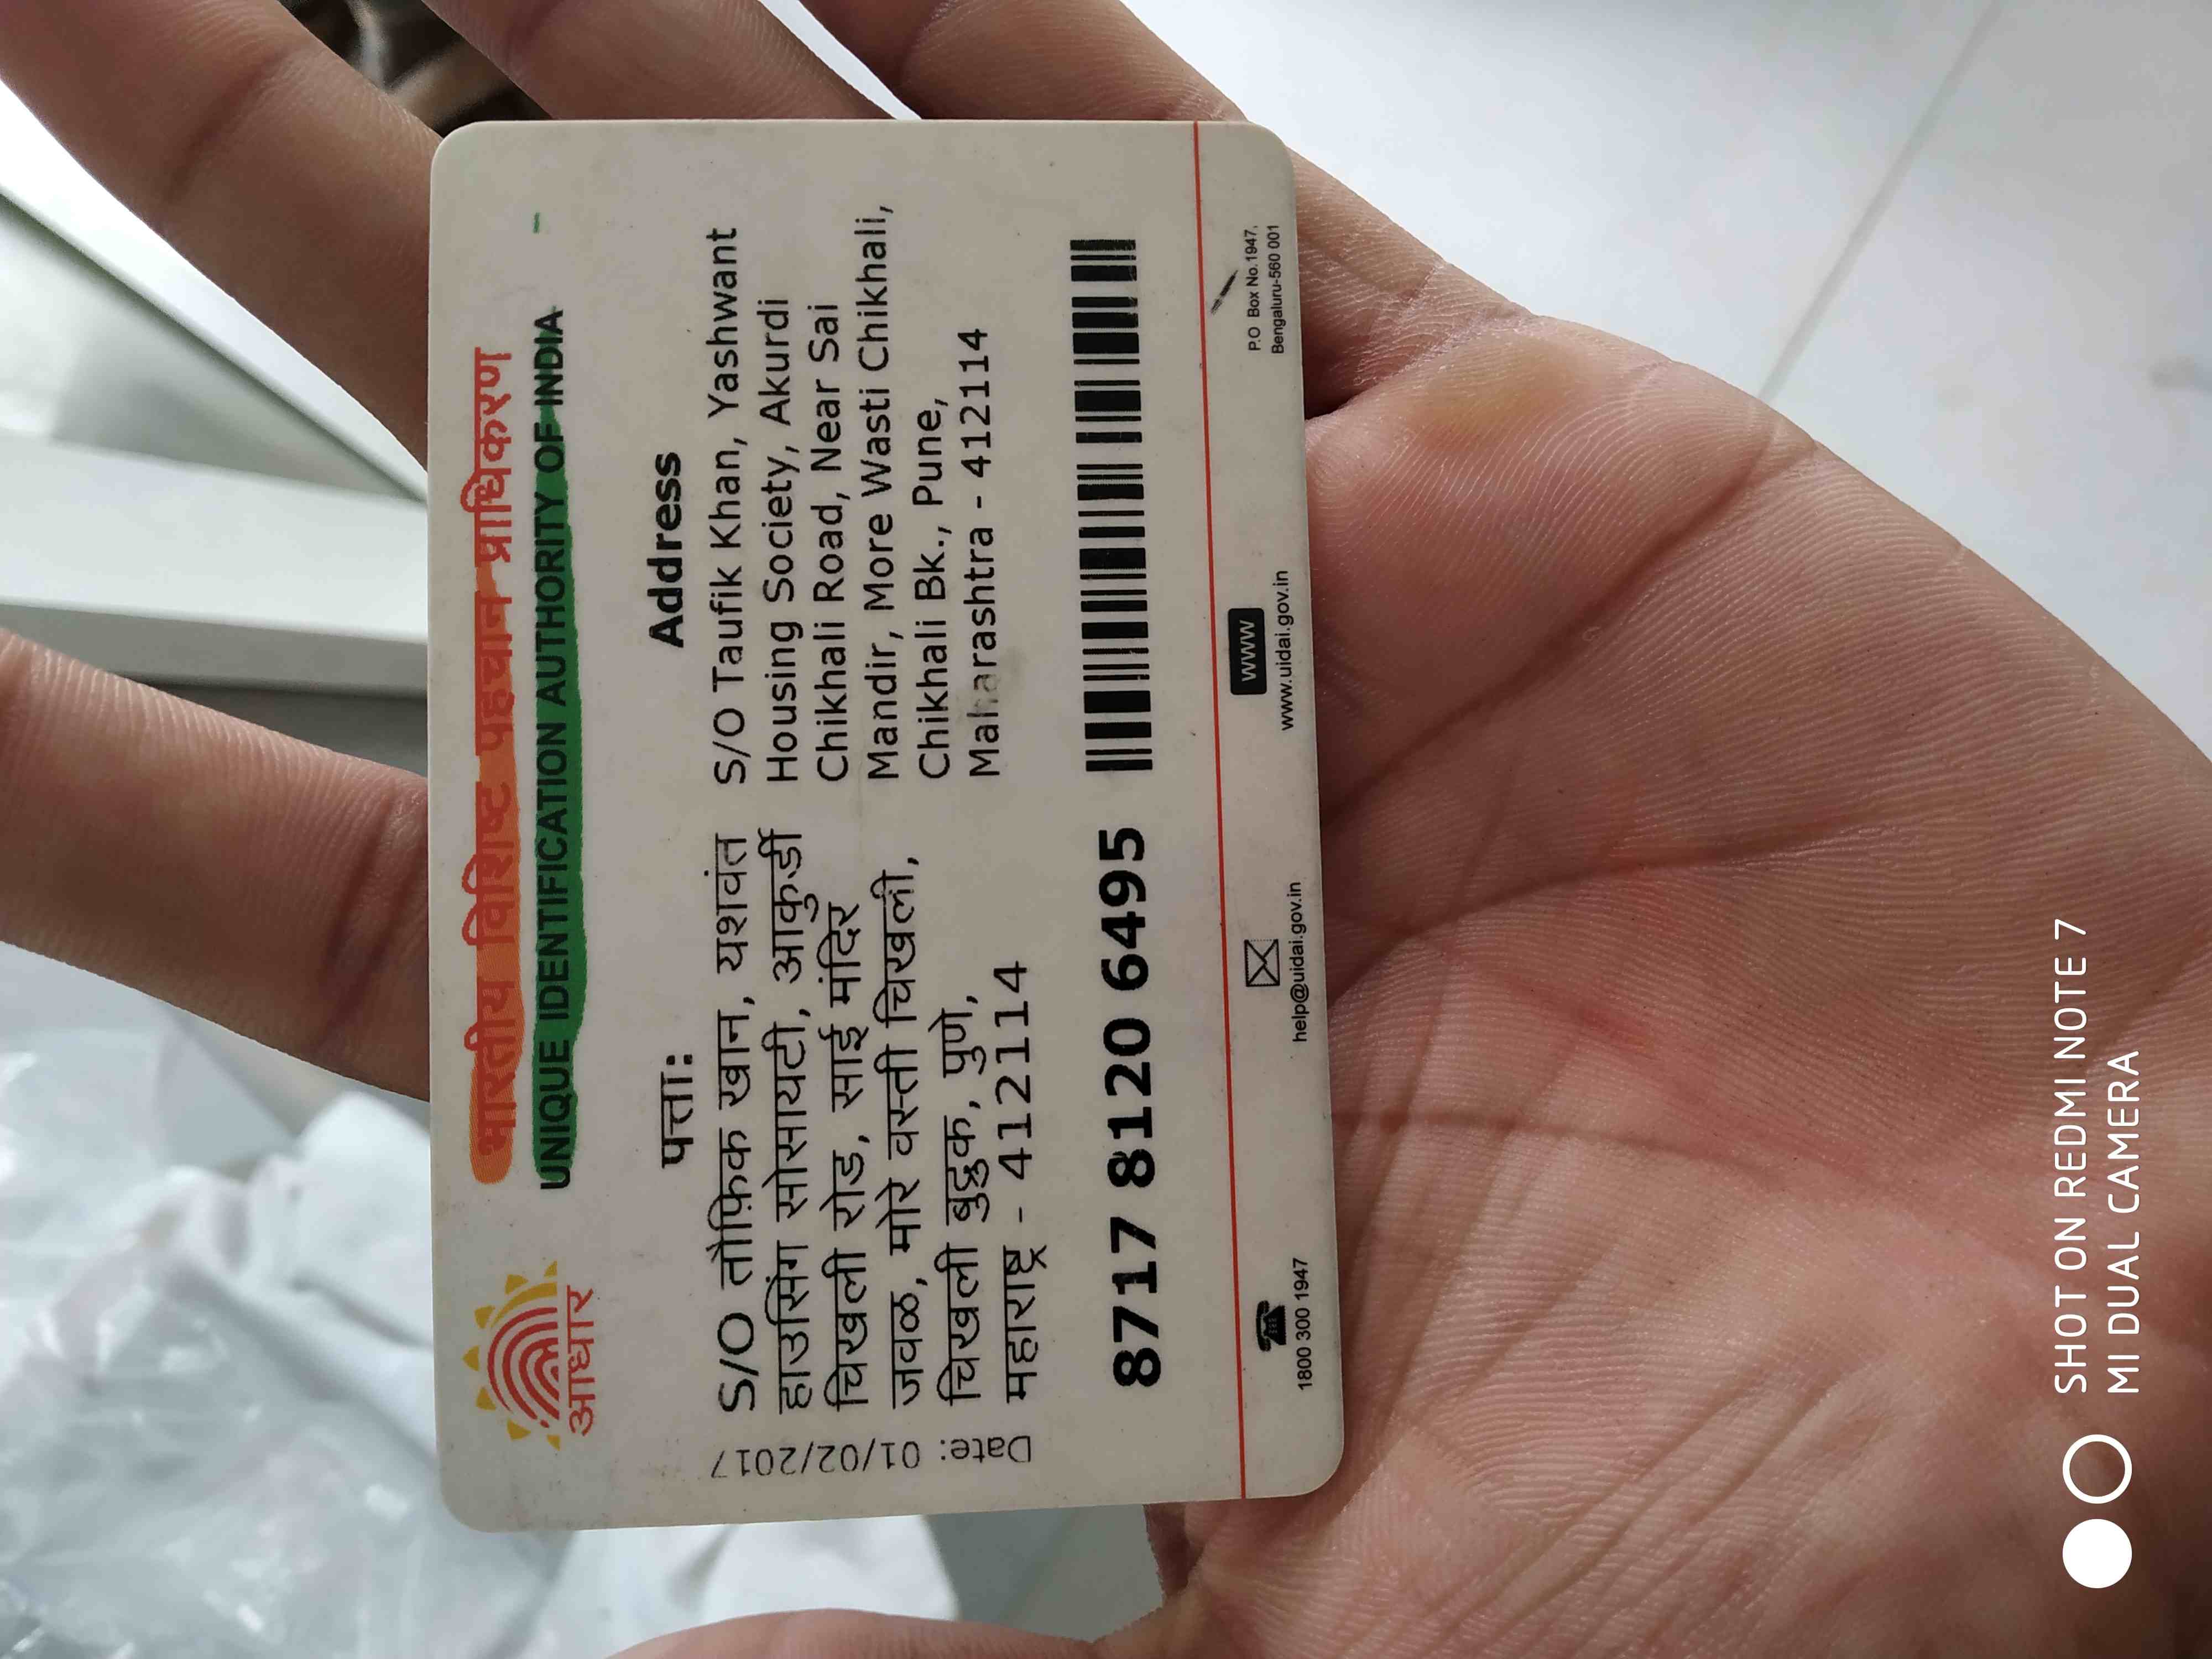 भारतीय विशिष्ट पहचान प्राधिकरण
UNIQUE IDENTIFICATION AUTHORITY OF INDIA
आधार
Date: 01/02/2017
पत्ता:
S/O तौफ़िक खान, यशवंत
हाउसिंग सोसायटी, आकुर्डी
चिखली रोड, साई मंदिर
जवळ, मोरे वस्ती चिखली,
चिखली बुद्रुक, पुणे,
महाराष्ट्र - 412114
Address
S/O Taufik Khan, Yashwant
Housing Society, Akurdi
Chikhali Road, Near Sai
Mandir, More Wasti Chikhali,
Chikhali Bk., Pune,
Maharashtra - 412114
8717 8120 6495
1800 300 1947
help@uidai.gov.in
www
www.uidai.gov.in
P.O Box No.1947,
Bengaluru-560 001
SHOT ON REDMI NOTE 7
MI DUAL CAMERA